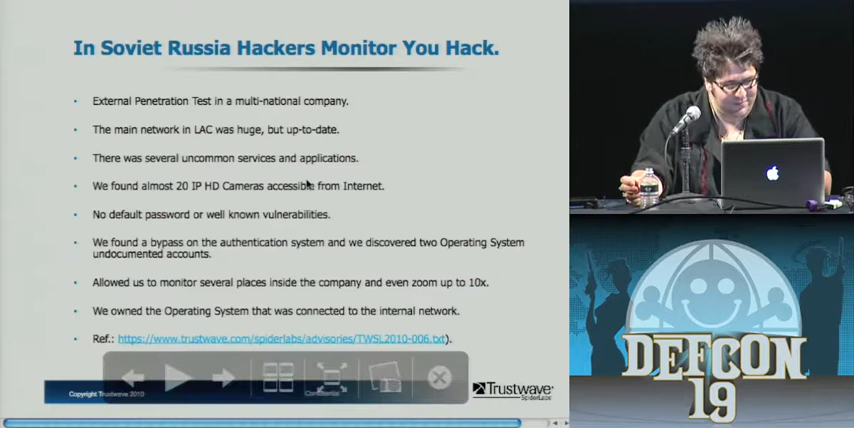 In Soviet Russia Hackers Monitor You Hack.
• External Penetration Test in a multi-national company.
• The main network in LAC was huge, but up-to-date.
• There was several uncommon services and applications.
• We found almost 20 IP HD Cameras accessible from Internet.
• No default password or well known vulnerabilities.
• We found a bypass on the authentication system and we discovered two Operating System
undocumented accounts.
• Allowed us to monitor several places inside the company and even zoom up to 10x.
• We owned the Operating System that was connected to the internal network.
• Ref.: https://www.trustwave.com/spiderlabs/advisories/TWSL2010-006.txt).
Copyright Trustwave 2010
Confidential
Trustwave®
SpiderLabs
DEFCON
19